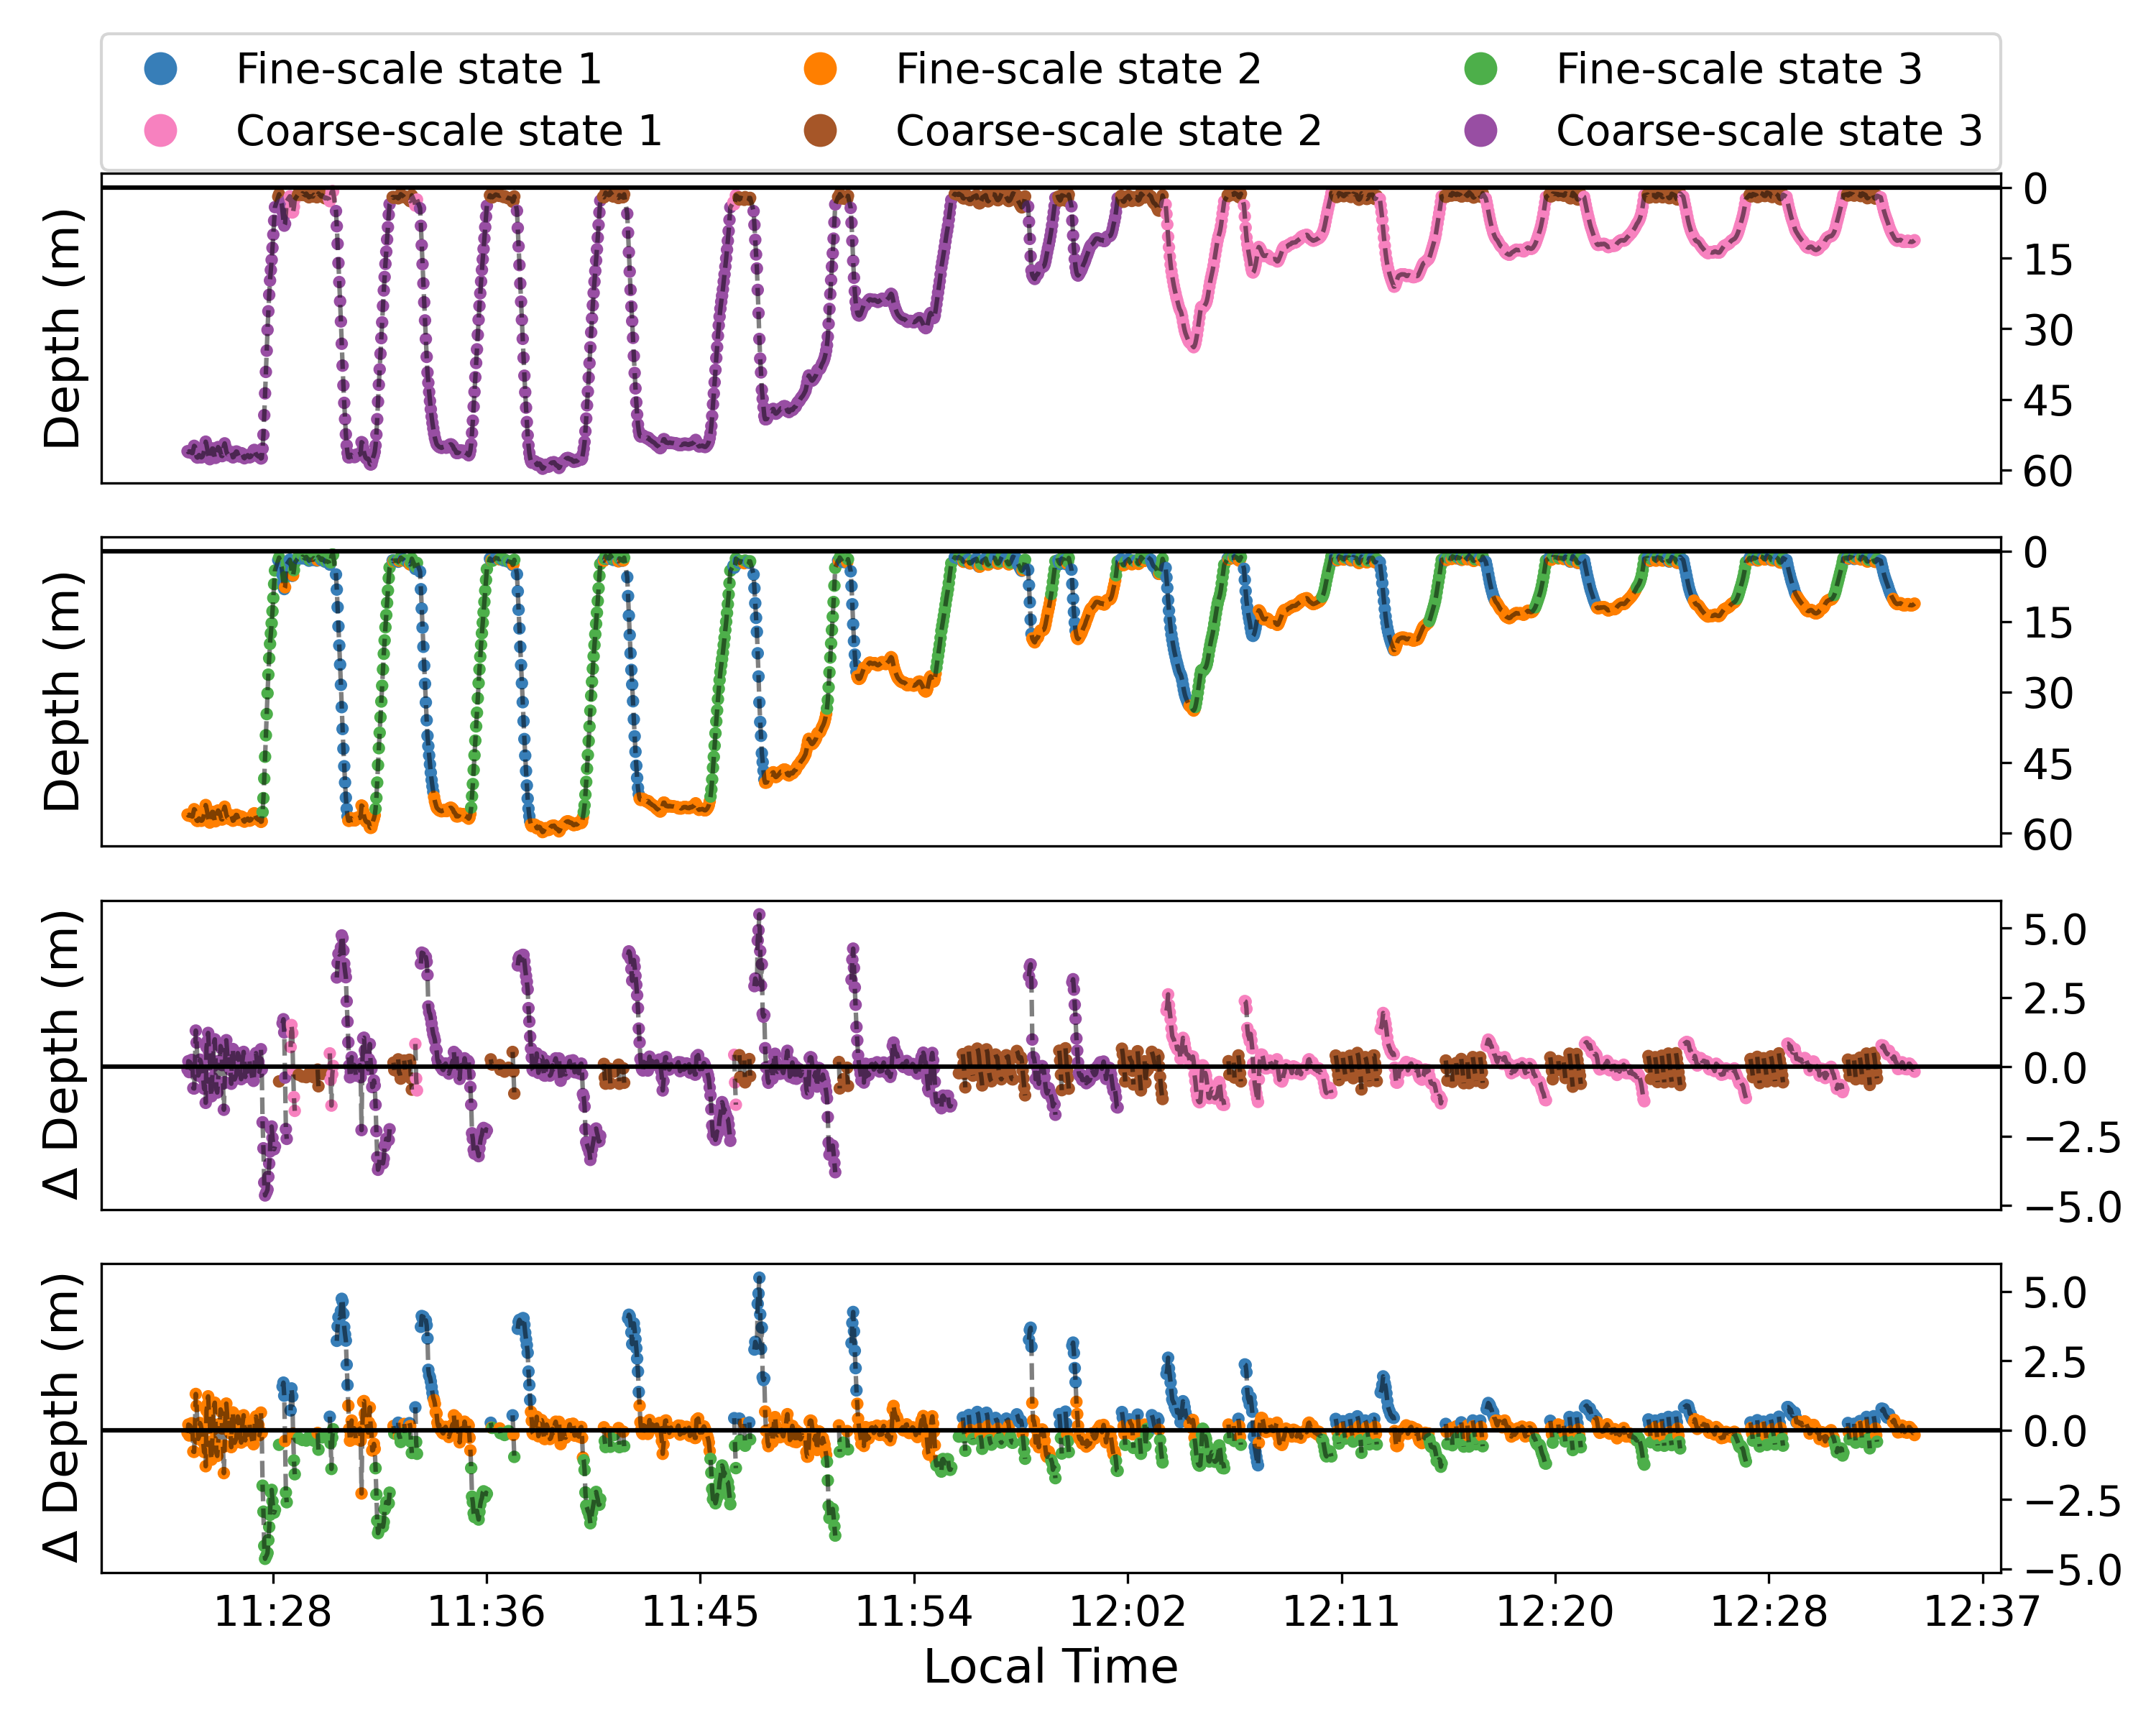 Fine-scale state 1 Fine-scale state 2 Fine-scale state 3
Coarse-scale state 1 Coarse-scale state 2 Coarse-scale state 3
Depth (m)
0
15
30
45
60
Depth (m)
0
15
30
45
60
Δ Depth (m)
5.0
2.5
0.0
−2.5
−5.0
Δ Depth (m)
5.0
2.5
0.0
−2.5
−5.0
11:28 11:36 11:45 11:54 12:02 12:11 12:20 12:28 12:37
Local Time